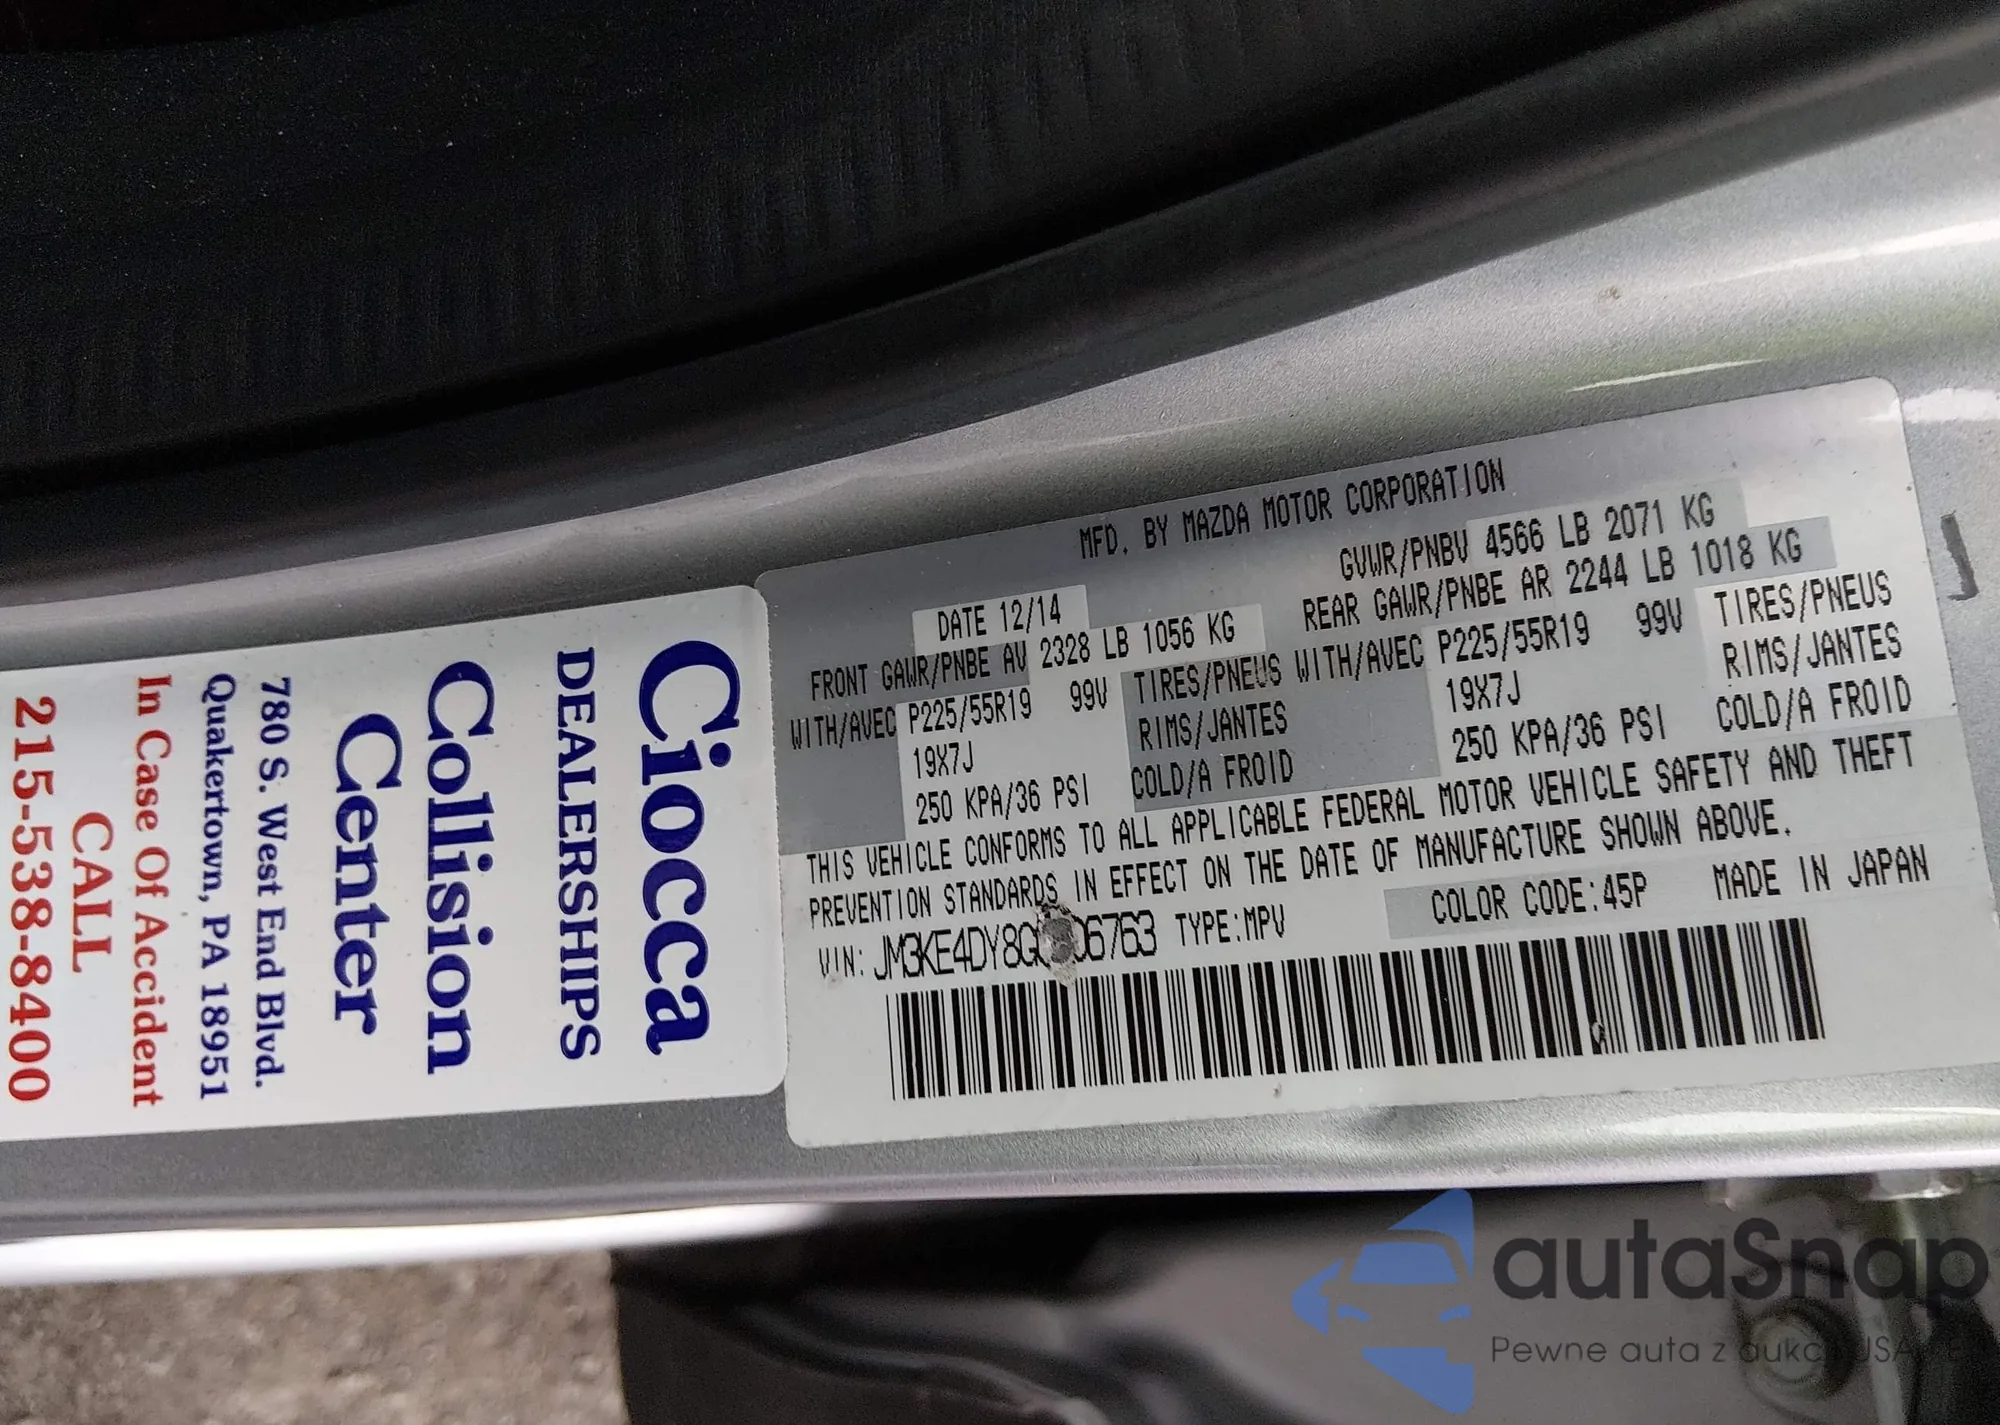 Ciocca
DEALERSHIPS
Collision
Center
780 S. West End Blvd.
Quakertown, PA 18951
In Case Of Accident
CALL
215-538-8400
MFD. BY MAZDA MOTOR CORPORATION
DATE 12/14
GVWR/PNBV 4566 LB 2071 KG
FRONT GAWR/PNBE AV 2328 LB 1056 KG
REAR GAWR/PNBE AR 2244 LB 1018 KG
WITH/AVEC P225/55R19 99V TIRES/PNEUS WITH/AVEC P225/55R19 99V TIRES/PNEUS
19X7J RIMS/JANTES 19X7J RIMS/JANTES
250 KPA/36 PSI COLD/A FROID 250 KPA/36 PSI COLD/A FROID
THIS VEHICLE CONFORMS TO ALL APPLICABLE FEDERAL MOTOR VEHICLE SAFETY AND THEFT
PREVENTION STANDARDS IN EFFECT ON THE DATE OF MANUFACTURE SHOWN ABOVE.
VIN: TYPE:MPV COLOR CODE:45P MADE IN JAPAN
autaSnap
Pewne auta z aukcji USA